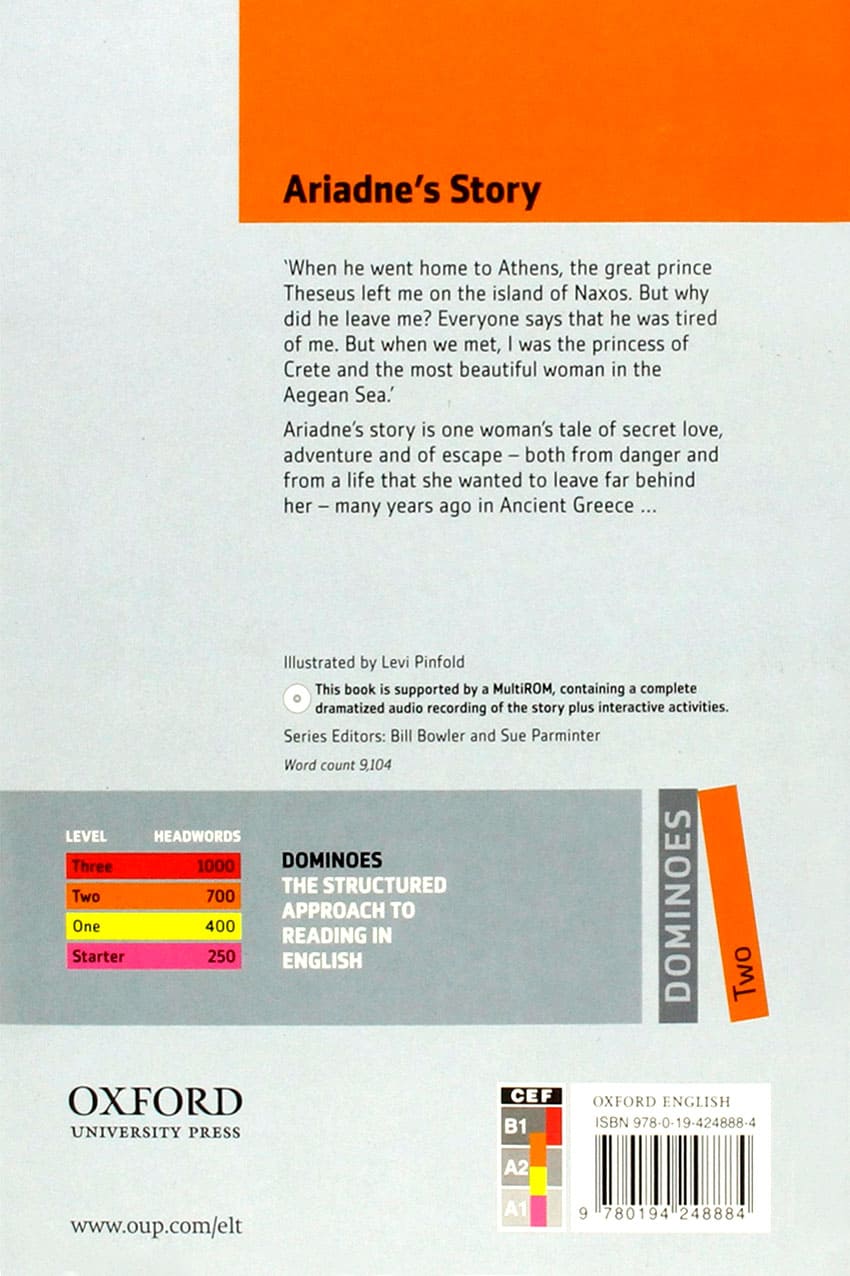 Ariadne's Story
‘When he went home to Athens, the great prince
Theseus left me on the island of Naxos. But why
did he leave me? Everyone says that he was tired
of me. But when we met, I was the princess of
Crete and the most beautiful woman in the
Aegean Sea.’
Ariadne's story is one woman's tale of secret love,
adventure and of escape – both from danger and
from a life that she wanted to leave far behind
her – many years ago in Ancient Greece ...
Illustrated by Levi Pinfold
This book is supported by a MultiROM, containing a complete
dramatized audio recording of the story plus interactive activities.
Series Editors: Bill Bowler and Sue Parminter
Word count 9,104
LEVEL HEADWORDS
Three 1000
Two 700
One 400
Starter 250
DOMINOES
THE STRUCTURED
APPROACH TO
READING IN
ENGLISH
DOMINOES
Two
OXFORD
UNIVERSITY PRESS
www.oup.com/elt
CEF
B1
A2
A1
OXFORD ENGLISH
ISBN 978-0-19-424888-4
9 780194 248884